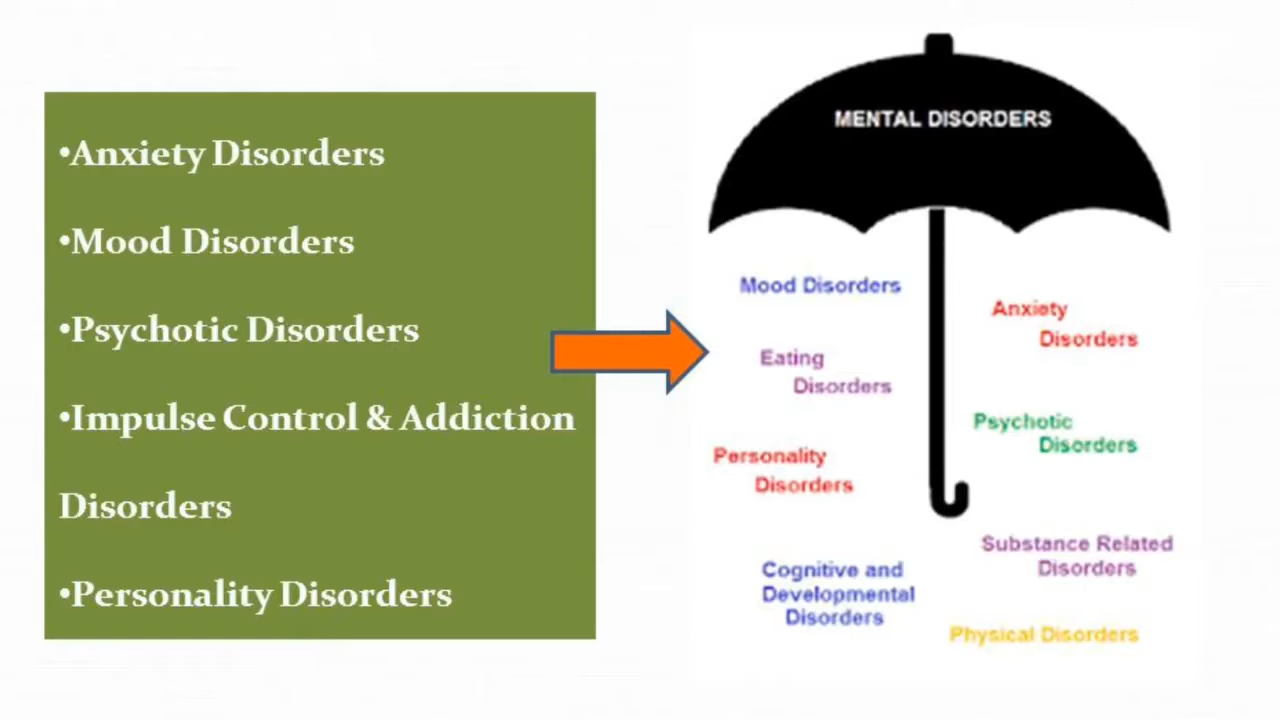 •Anxiety Disorders
•Mood Disorders
•Psychotic Disorders
•Impulse Control & Addiction
Disorders
•Personality Disorders
MENTAL DISORDERS
Mood Disorders
Eating
Disorders
Personality
Disorders
Cognitive and
Developmental
Disorders
Anxiety
Disorders
Psychotic
Disorders
Substance Related
Disorders
Physical Disorders